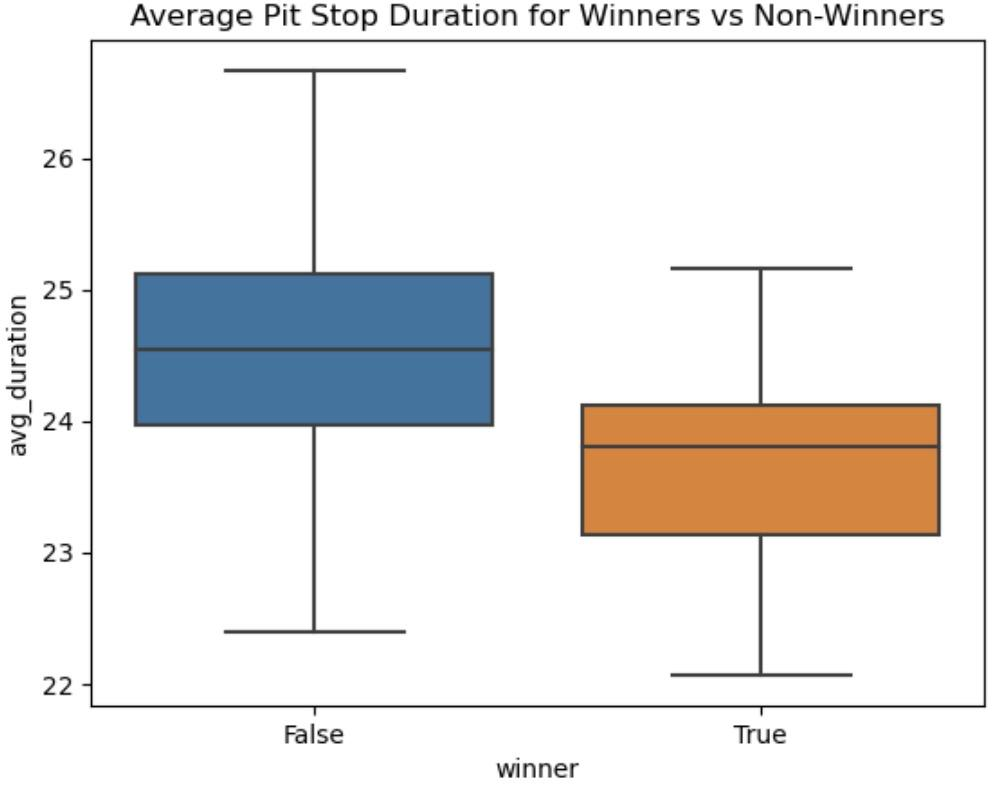 Average Pit Stop Duration for Winners vs Non-Winners
26
25
24
23
22
avg_duration
False
True
winner